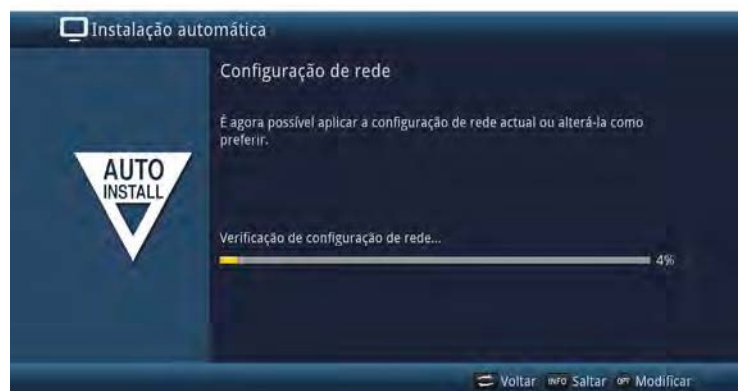 Instalação automática
Configuração de rede
É agora possível aplicar a configuração de rede actual ou alterá-la como
preferir.
AUTO
INSTALL
Verificação de configuração de rede...
4%
Voltar INFO Saltar OPT Modificar